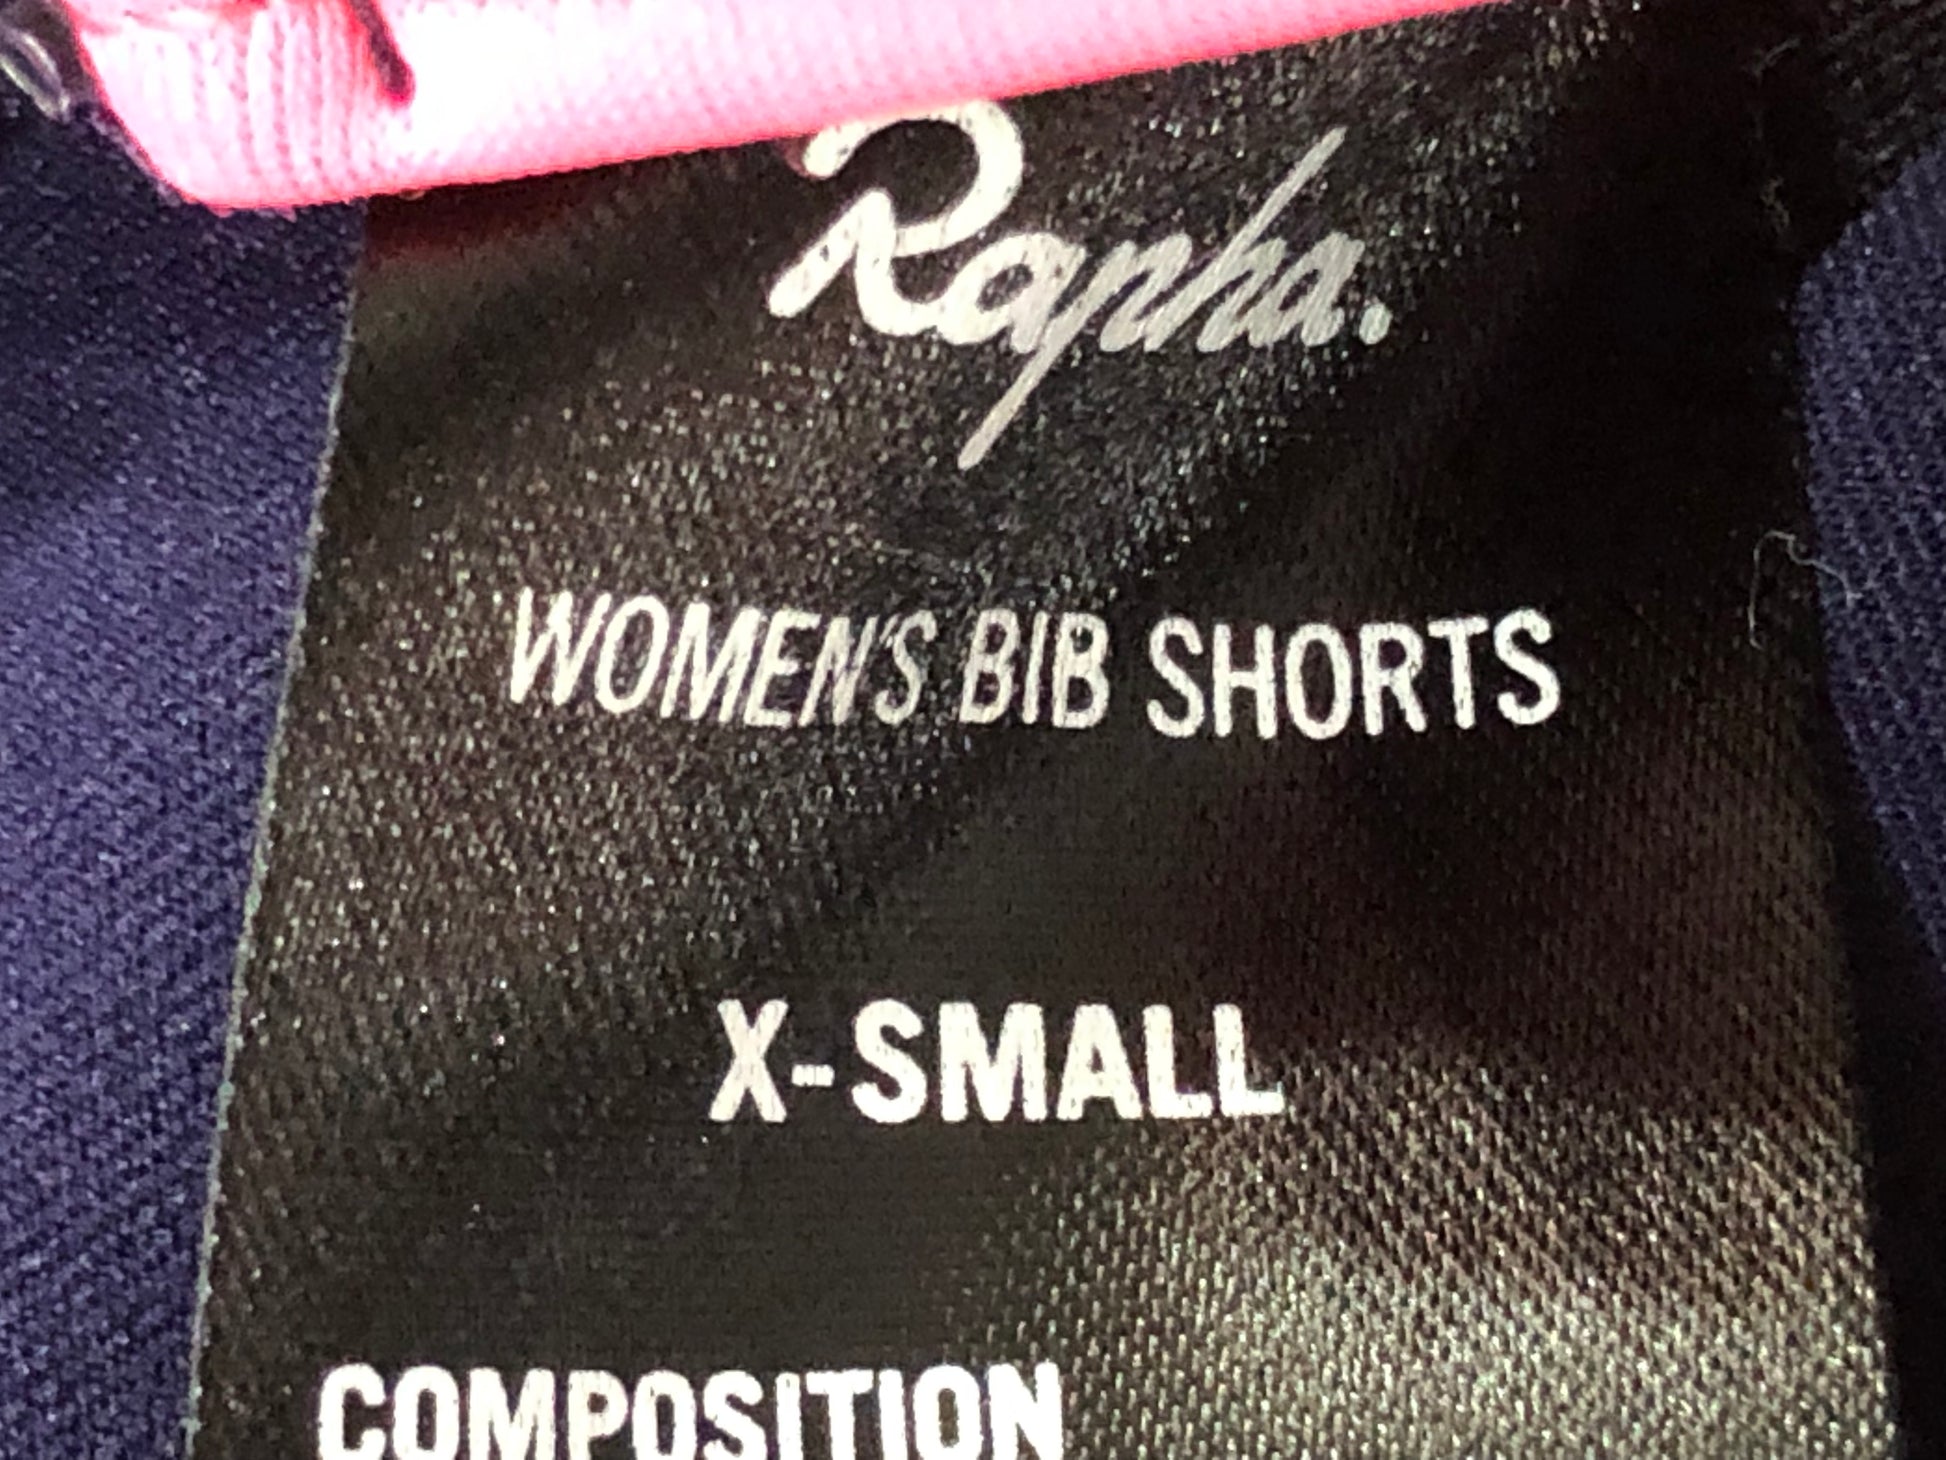 Rapha.
WOMEN'S BIB SHORTS
X-SMALL
COMPOSITION